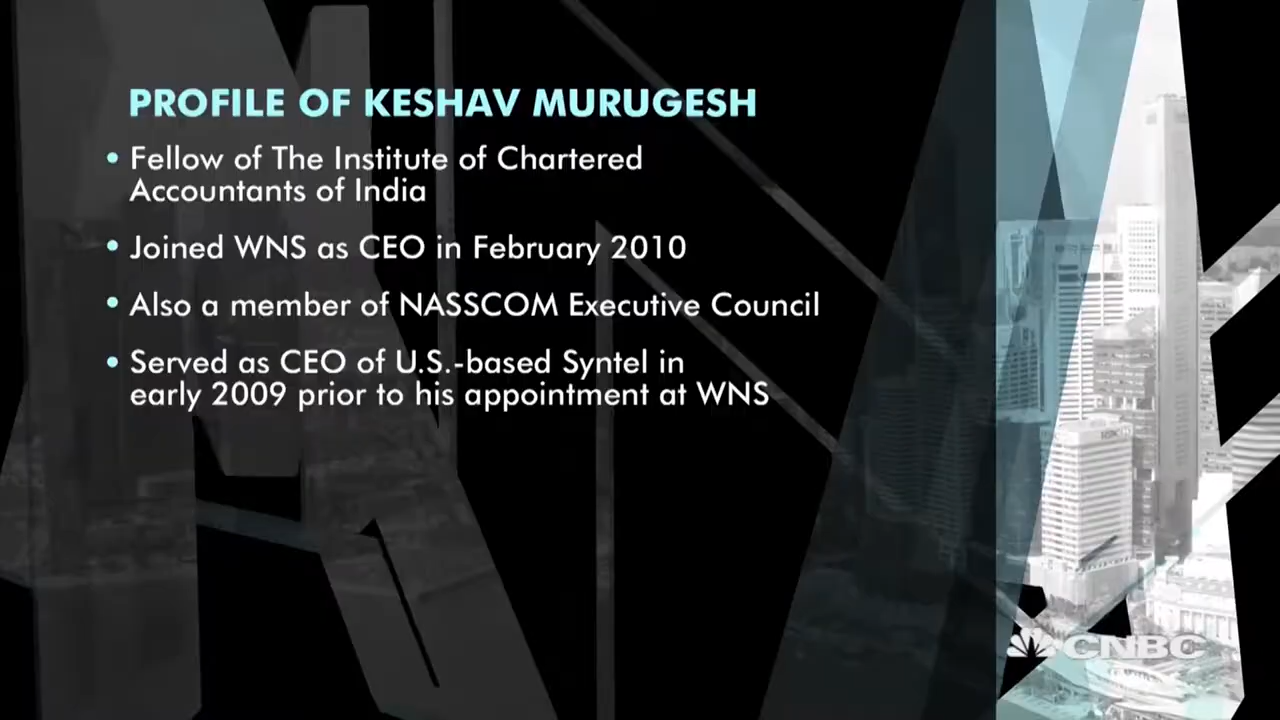 PROFILE OF KESHAV MURUGESH
• Fellow of The Institute of Chartered
Accountants of India
• Joined WNS as CEO in February 2010
• Also a member of NASSCOM Executive Council
• Served as CEO of U.S.-based Syntel in
early 2009 prior to his appointment at WNS
CNBC